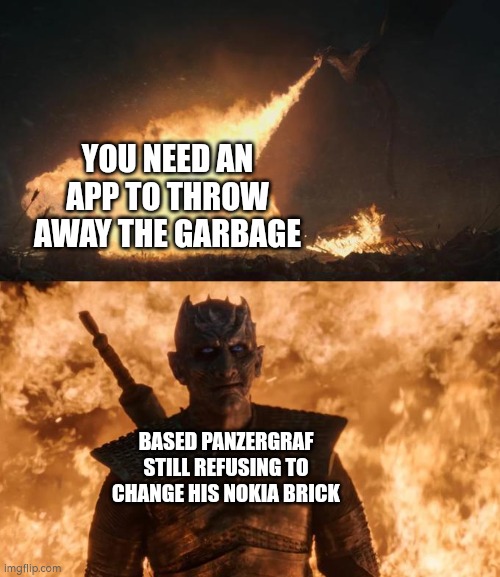 YOU NEED AN
APP TO THROW
AWAY THE GARBAGE
BASED PANZERGRAF
STILL REFUSING TO
CHANGE HIS NOKIA BRICK
imgflip.com